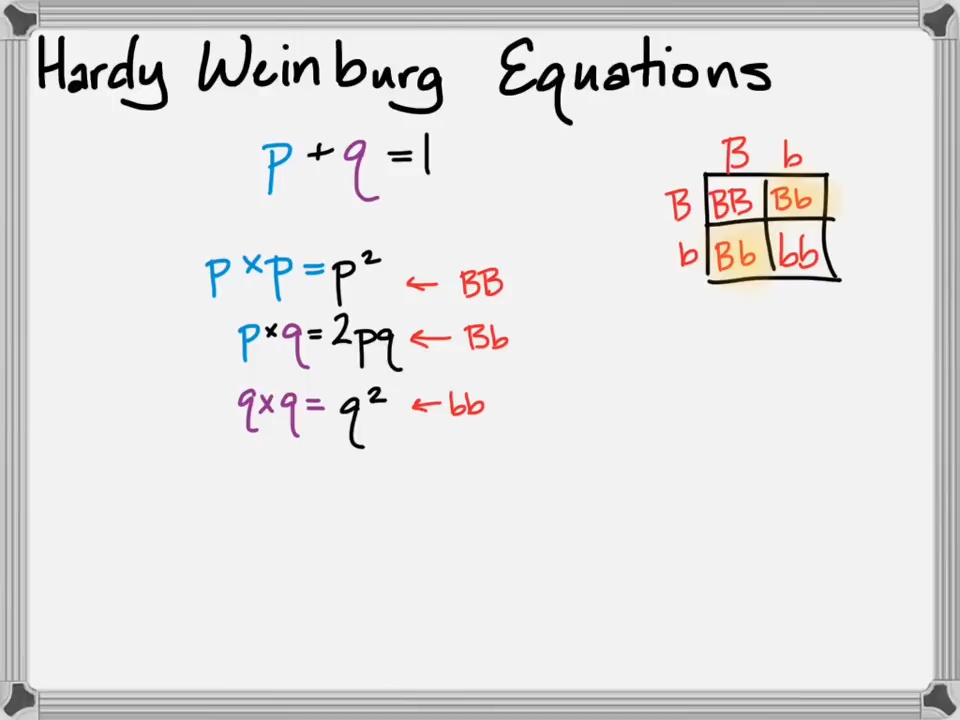 Hardy Weinburg Equations
p + q = 1
B b
B BB Bb
b Bb bb
p × p = p² ← BB
p × q = 2pq ← Bb
q × q = q² ← bb